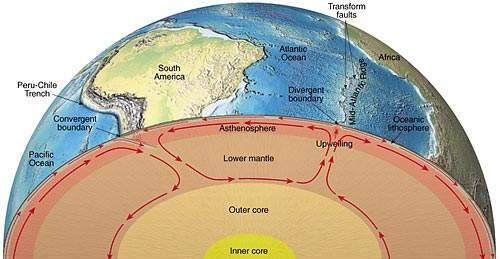 Transform
faults
Atlantic
Ocean
Africa
South
America
Peru-Chile
Trench
Divergent
boundary
Mid-Atlantic Ridge
Convergent
boundary
Asthenosphere
Oceanic
lithosphere
Upwelling
Pacific
Ocean
Lower mantle
Outer core
Inner core